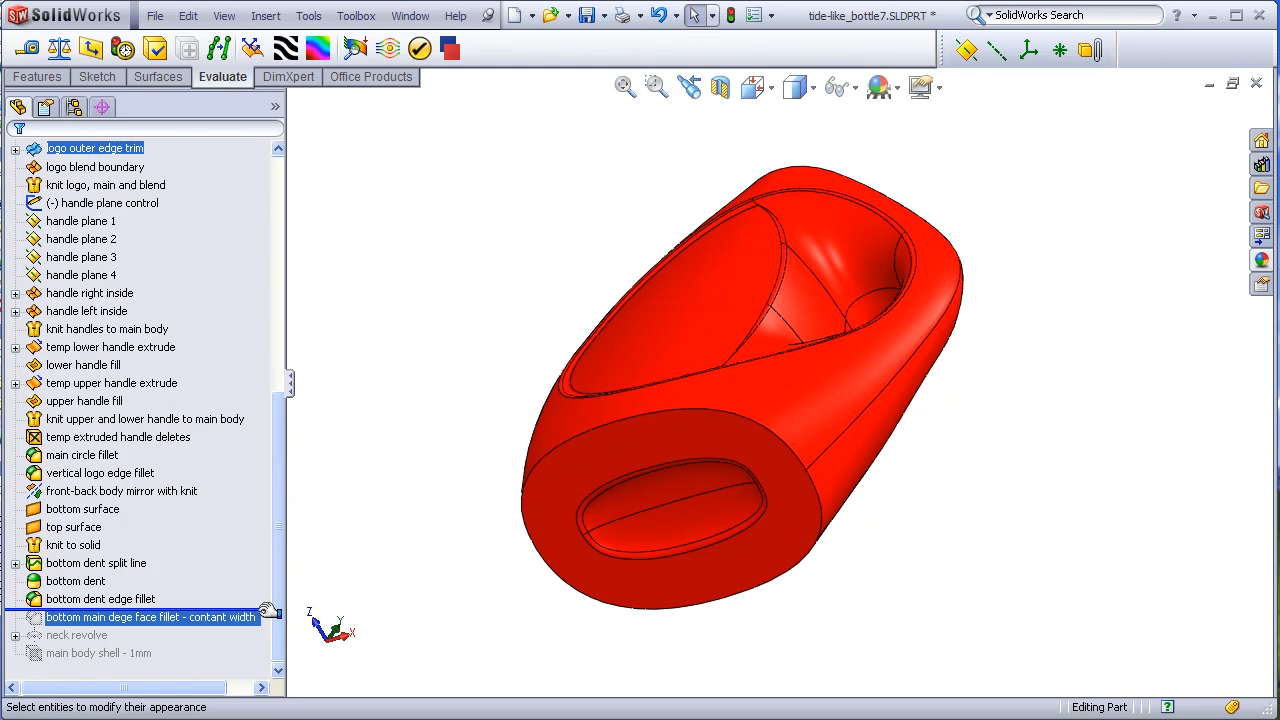 SolidWorks
File Edit View Insert Tools Toolbox Window Help
tide-like_bottle7.SLDPRT *
SolidWorks Search
Features Sketch Surfaces Evaluate DimXpert Office Products
logo outer edge trim
logo blend boundary
knit logo, main and blend
(-) handle plane control
handle plane 1
handle plane 2
handle plane 3
handle plane 4
handle right inside
handle left inside
knit handles to main body
temp lower handle extrude
lower handle fill
temp upper handle extrude
upper handle fill
knit upper and lower handle to main body
temp extruded handle deletes
main circle fillet
vertical logo edge fillet
front-back body mirror with knit
bottom surface
top surface
knit to solid
bottom dent split line
bottom dent
bottom dent edge fillet
bottom main dege face fillet - contant width
neck revolve
main body shell - 1mm
Z Y X
Select entities to modify their appearance
Editing Part